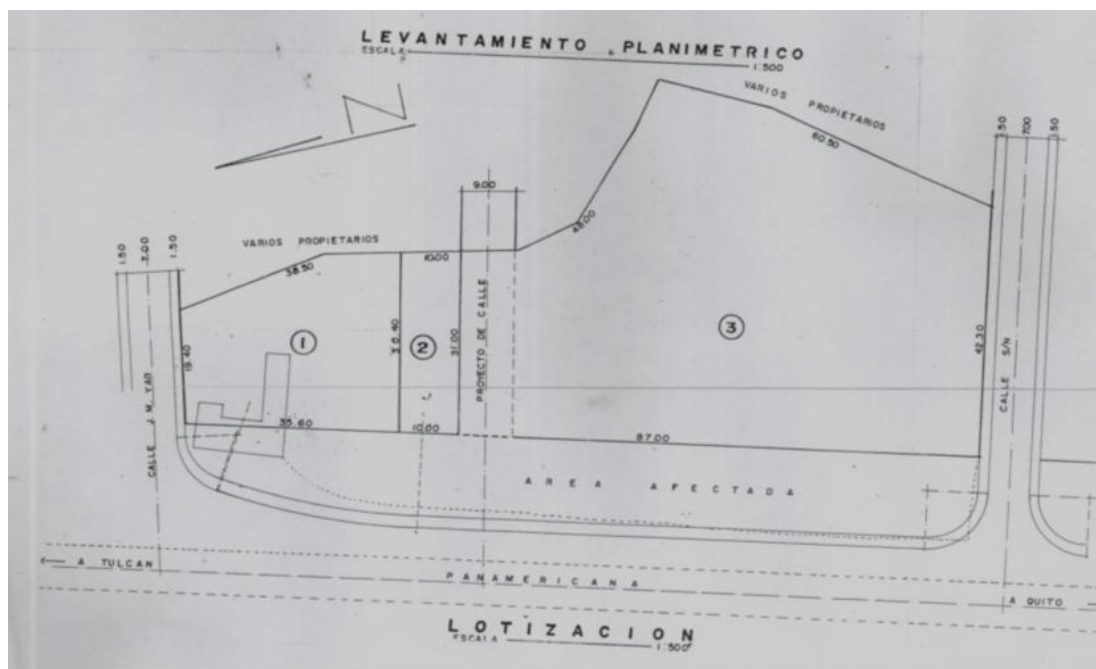 LEVANTAMIENTO PLANIMETRICO
ESCALA 1:500
N
VARIOS PROPIETARIOS
60.50
1.50 7.00 1.50
9.00
48.00
VARIOS PROPIETARIOS
38.50
10.00
1.50 7.00 1.50
1
2
3
30.40
31.00
PROYECTO DE CALLE
19.40
42.30
CALLE S/N
CALLE J. M. YAR
35.60
10.00
87.00
AREA AFECTADA
A TULCAN
PANAMERICANA
A QUITO
LOTIZACION
ESCALA 1:500